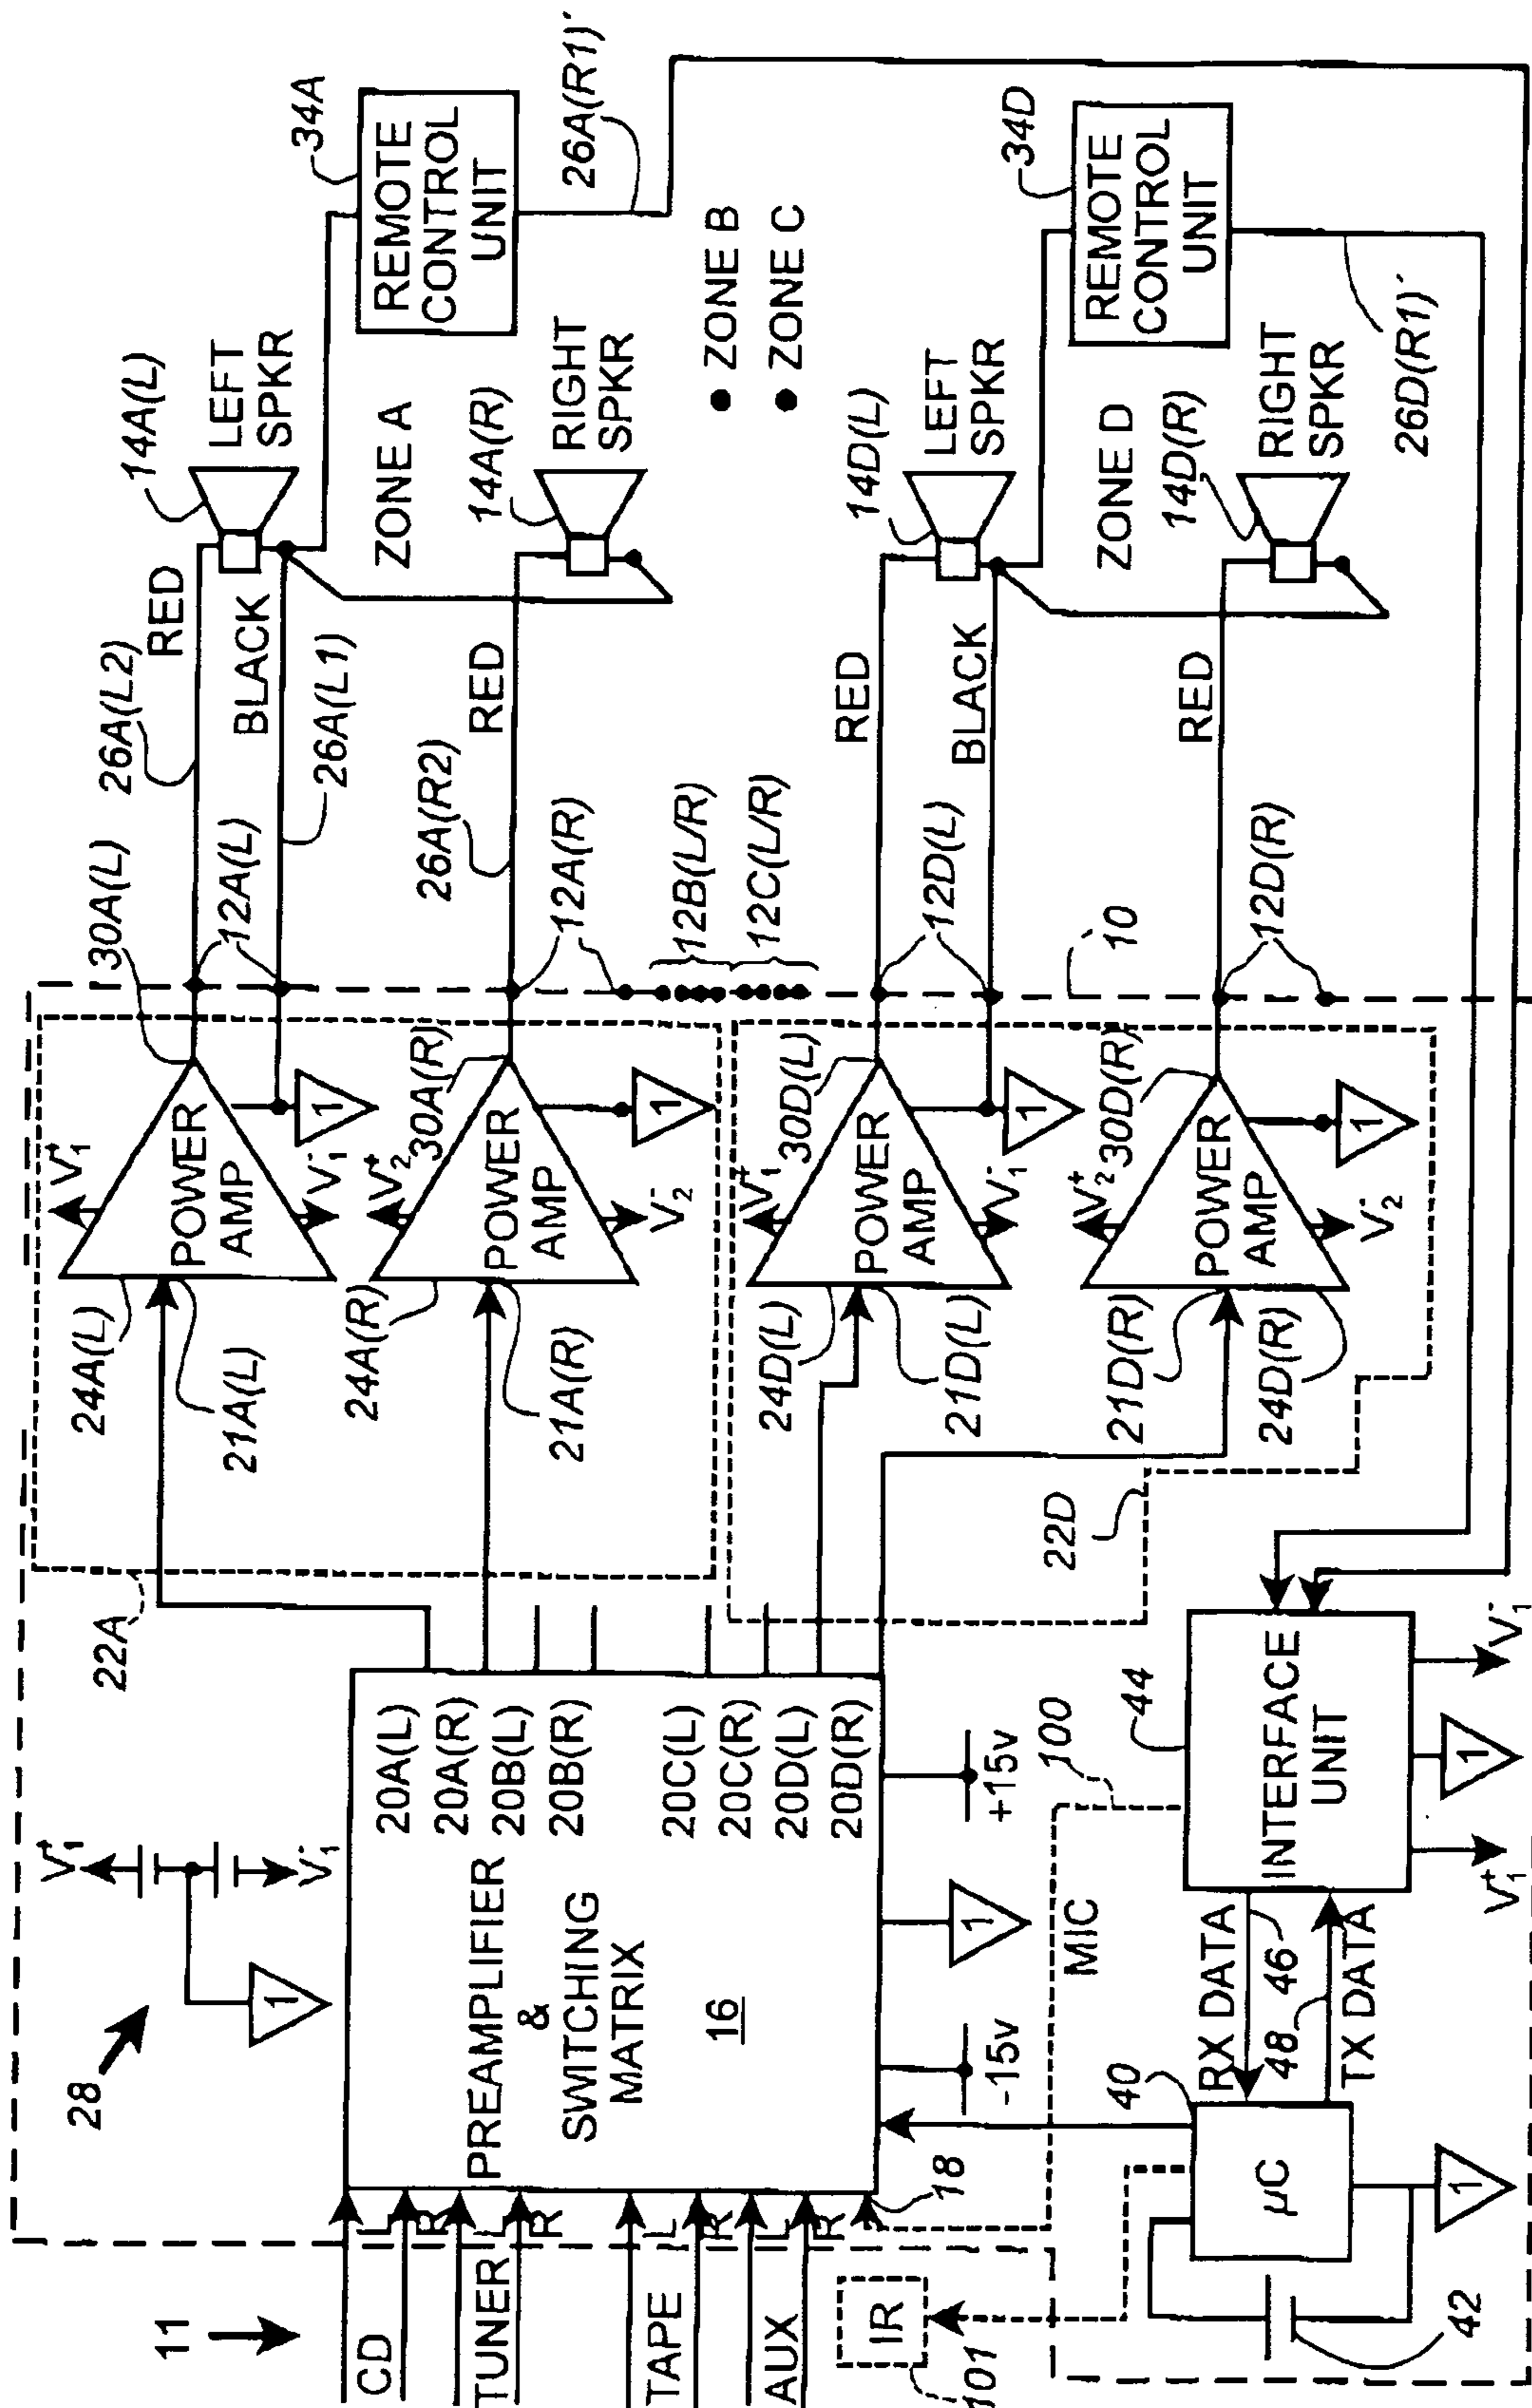 11
CD
L
R
TUNER
L
R
TAPE
L
R
AUX
L
R
18
IR
101
28
V₁⁺
V₁⁻
1
PREAMPLIFIER
&
SWITCHING
MATRIX
16
20A(L)
20A(R)
20B(L)
20B(R)
20C(L)
20C(R)
20D(L)
20D(R)
-15v
1
+15v
MIC
100
40
µC
42
1
RX DATA
46
48
TX DATA
44
INTERFACE
UNIT
V₁⁺
1
V₁⁻
22A
22D
24A(L)
21A(L)
POWER
AMP
V₁⁺
V₁⁻
1
30A(L)
24A(R)
21A(R)
POWER
AMP
V₂⁺
V₂⁻
1
30A(R)
24D(L)
21D(L)
POWER
AMP
V₁⁺
V₁⁻
1
30D(L)
21D(R)
24D(R)
POWER
AMP
V₂⁺
V₂⁻
1
30D(R)
12A(L)
12A(R)
12B(L/R)
12C(L/R)
12D(L)
10
12D(R)
26A(L2)
RED
BLACK
26A(L1)
26A(R2)
RED
RED
BLACK
RED
14A(L)
LEFT
SPKR
ZONE A
14A(R)
RIGHT
SPKR
34A
REMOTE
CONTROL
UNIT
26A(R1)´
• ZONE B
• ZONE C
14D(L)
LEFT
SPKR
ZONE D
14D(R)
RIGHT
SPKR
34D
REMOTE
CONTROL
UNIT
26D(R1)´